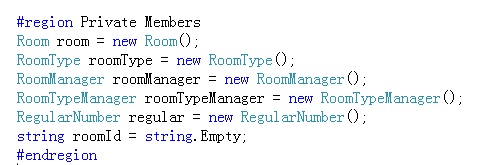 #region Private Members
Room room = new Room();
RoomType roomType = new RoomType();
RoomManager roomManager = new RoomManager();
RoomTypeManager roomTypeManager = new RoomTypeManager();
RegularNumber regular = new RegularNumber();
string roomId = string.Empty;
#endregion